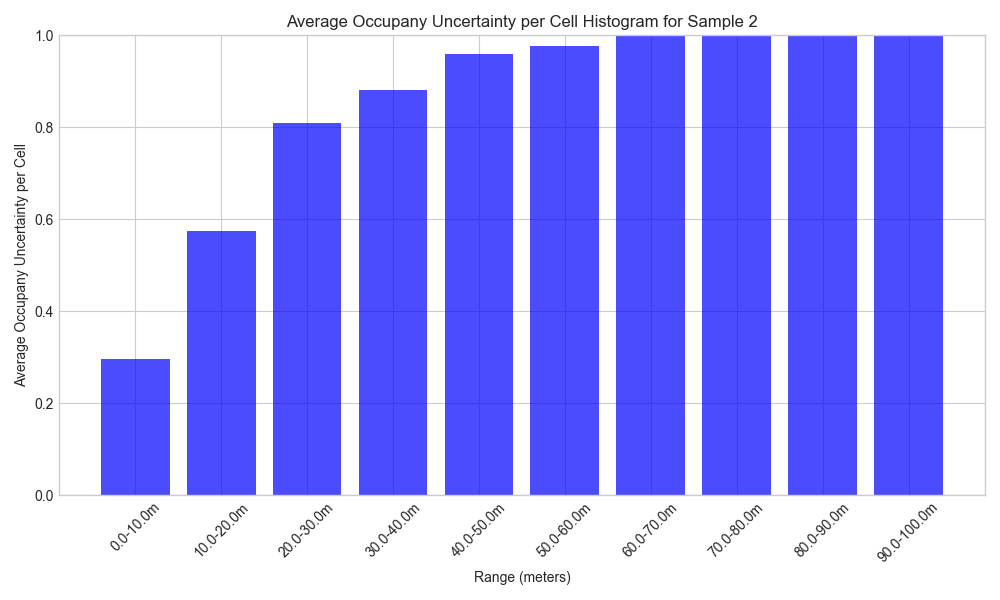 Average Occupany Uncertainty per Cell Histogram for Sample 2
Average Occupany Uncertainty per Cell
1.0
0.8
0.6
0.4
0.2
0.0
0.0-10.0m
10.0-20.0m
20.0-30.0m
30.0-40.0m
40.0-50.0m
50.0-60.0m
60.0-70.0m
70.0-80.0m
80.0-90.0m
90.0-100.0m
Range (meters)